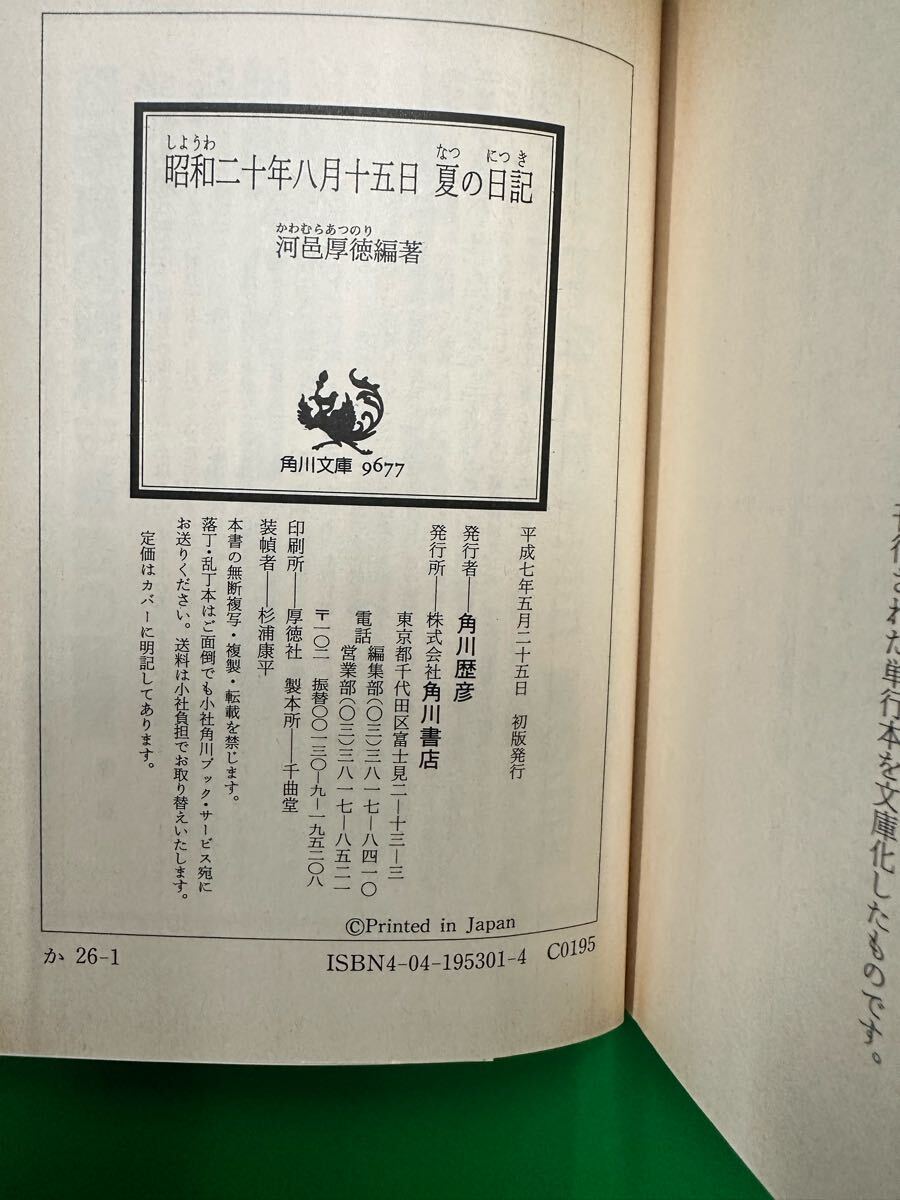 しようわ
なつ
につき
昭和二十年八月十五日 夏の日記
かわむらあつのり
河邑厚徳編著
角川文庫 9677
平成七年五月二十五日 初版発行
発行者──角川歴彦
発行所──株式会社角川書店
東京都千代田区富士見二─十三─三
電話 編集部(〇三)三八一七─八四一〇
営業部(〇三)三八一七─八五二一
〒一〇二 振替〇〇一三〇─九─一九五二〇八
印刷所──厚徳社 製本所──千曲堂
装幀者──杉浦康平
本書の無断複写・複製・転載を禁じます。
落丁・乱丁本はご面倒でも小社角川ブック・サービス宛に
お送りください。送料は小社負担でお取り替えいたします。
定価はカバーに明記してあります。
©Printed in Japan
か 26-1
ISBN4-04-195301-4 C0195
刊行された単行本を文庫化したものです。